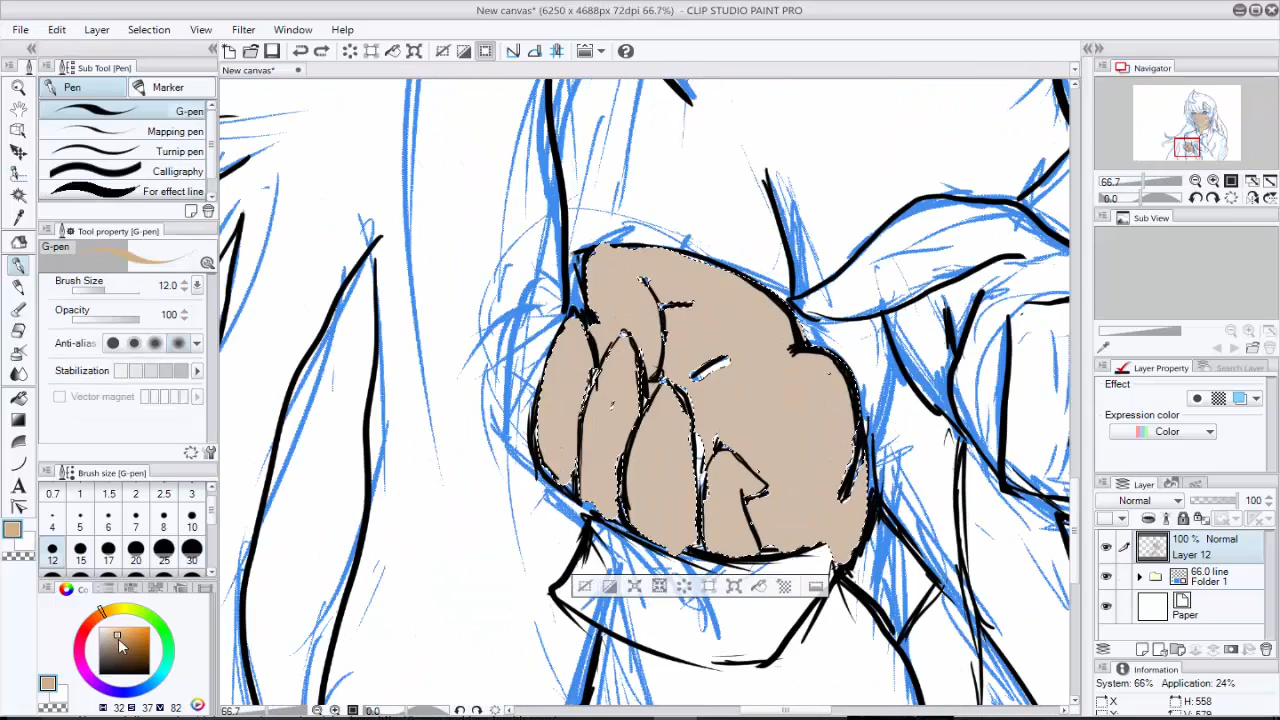 New canvas* (6250 x 4688px 72dpi 66.7%) - CLIP STUDIO PAINT PRO
File Edit Layer Selection View Filter Window Help
Sub Tool [Pen]
New canvas*
Navigator
Pen Marker
G-pen
Mapping pen
Turnip pen
Calligraphy
For effect line
66.7
0.0
Tool property [G-pen]
Sub View
G-pen
Brush Size 12.0
Opacity 100
Anti-alias
Stabilization
Vector magnet
Layer Property Search Layer
Effect
Expression color
Color
Brush size [G-pen]
0.7 1 1.5 2 2.5 3
4 5 6 7 8 10
12 15 17 20 25 30
Layer
Normal 100
100 % Normal
Layer 12
66.0 line
Folder 1
Paper
Co
Information
System: 66% Application: 24%
X H: 558
H 32 S 37 V 82
66.7 0.0